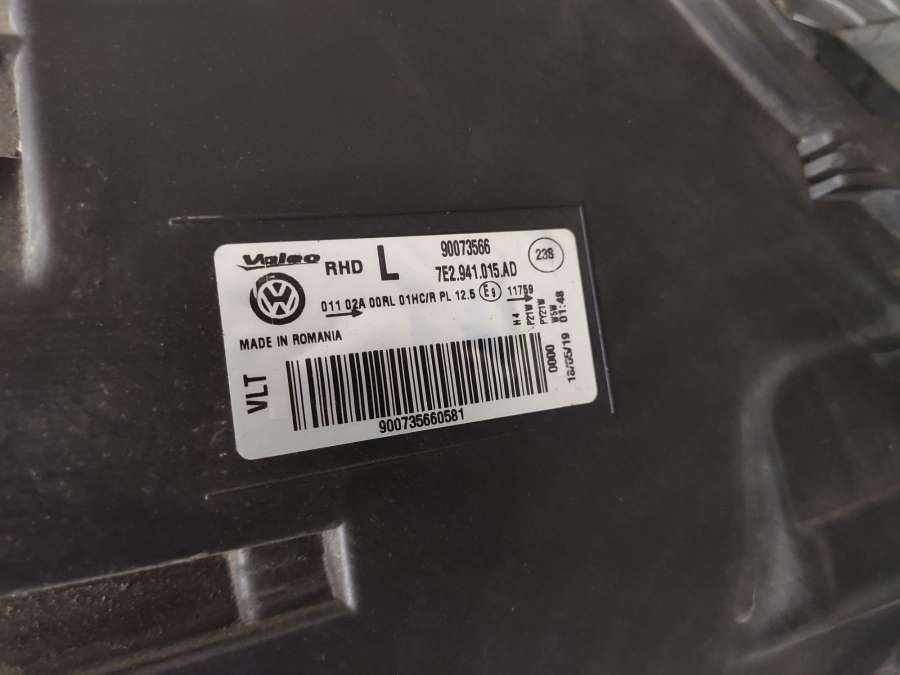 Valeo RHD L 90073566
7E2.941.015.AD 23S
011 02A 00RL 01HC/R PL 12.5 E9 11759
MADE IN ROMANIA
H4
P21W
PY21W
W5W
VLT
0000
18/05/19 01:48
900735660581